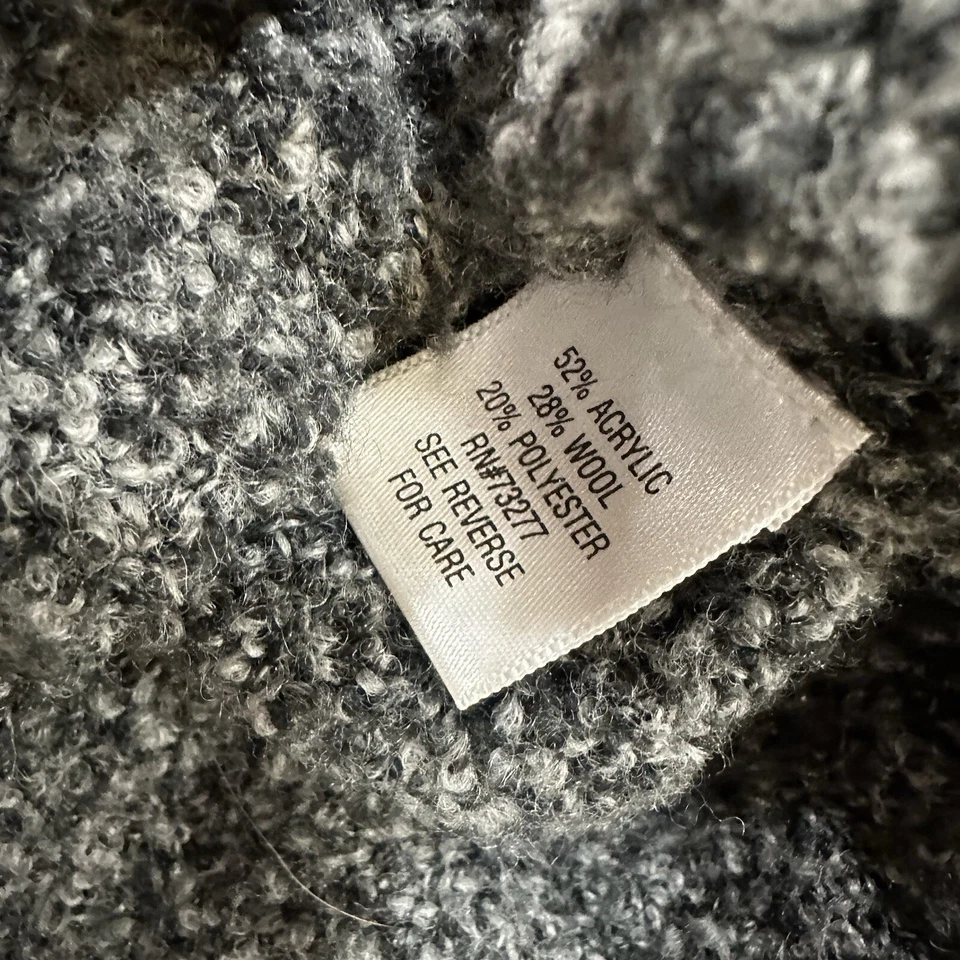 52% ACRYLIC
28% WOOL
20% POLYESTER
RN#73277
SEE REVERSE
FOR CARE